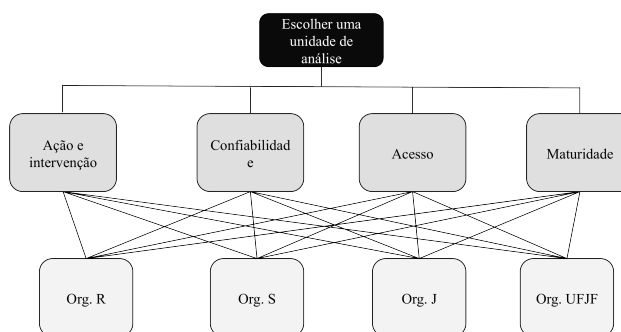 Escolher uma
unidade de
análise
Ação e
intervenção
Confiabilidad
e
Acesso
Maturidade
Org. R
Org. S
Org. J
Org. UFJF